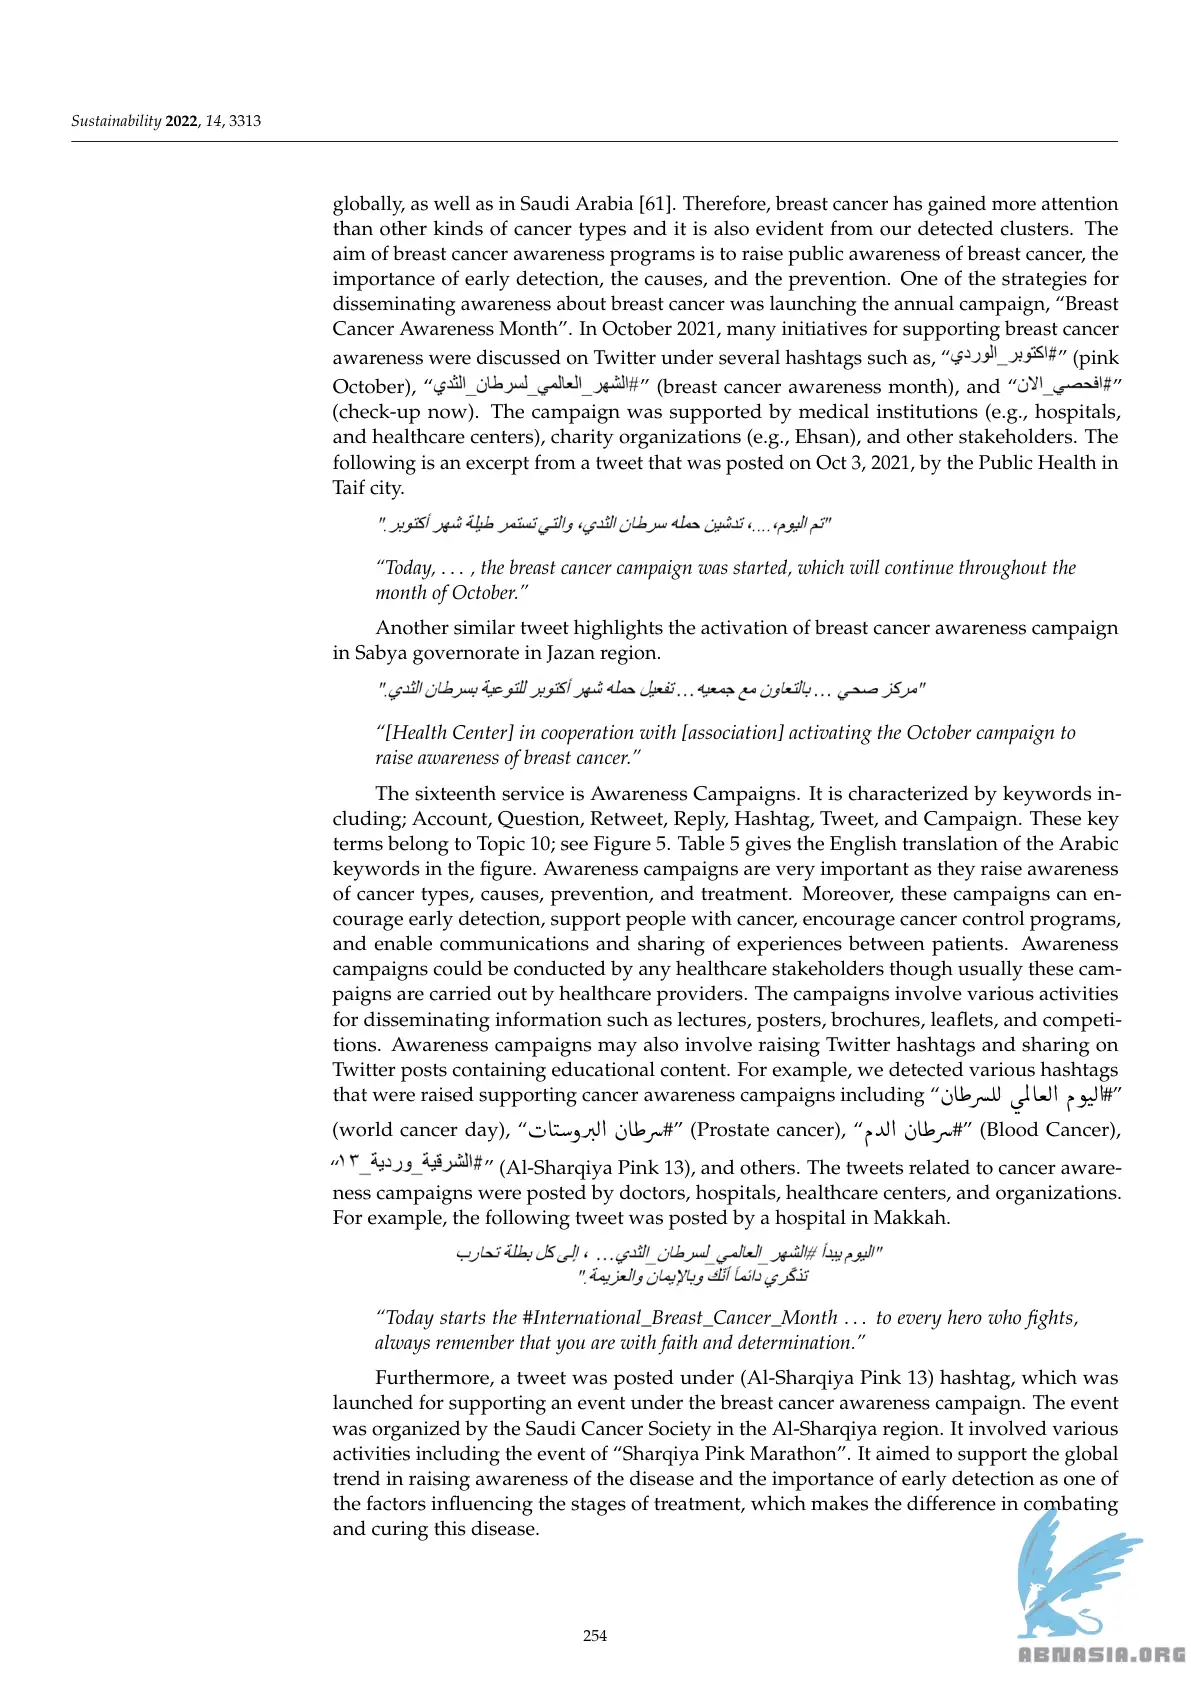 Sustainability 2022, 14, 3313
globally, as well as in Saudi Arabia [61]. Therefore, breast cancer has gained more attention
than other kinds of cancer types and it is also evident from our detected clusters. The
aim of breast cancer awareness programs is to raise public awareness of breast cancer, the
importance of early detection, the causes, and the prevention. One of the strategies for
disseminating awareness about breast cancer was launching the annual campaign, “Breast
Cancer Awareness Month”. In October 2021, many initiatives for supporting breast cancer
awareness were discussed on Twitter under several hashtags such as, “#اكتوبر_الوردي” (pink
October), “#الشهر_العالمي_لسرطان_الثدي” (breast cancer awareness month), and “#افحصي_الان”
(check-up now). The campaign was supported by medical institutions (e.g., hospitals,
and healthcare centers), charity organizations (e.g., Ehsan), and other stakeholders. The
following is an excerpt from a tweet that was posted on Oct 3, 2021, by the Public Health in
Taif city.
"تم اليوم،....، تدشين حمله سرطان الثدي، والتي تستمر طيلة شهر أكتوبر."
“Today, . . . , the breast cancer campaign was started, which will continue throughout the
month of October.”
Another similar tweet highlights the activation of breast cancer awareness campaign
in Sabya governorate in Jazan region.
"مركز صحي ... بالتعاون مع جمعيه... تفعيل حمله شهر أكتوبر للتوعية بسرطان الثدي."
“[Health Center] in cooperation with [association] activating the October campaign to
raise awareness of breast cancer.”
The sixteenth service is Awareness Campaigns. It is characterized by keywords in-
cluding; Account, Question, Retweet, Reply, Hashtag, Tweet, and Campaign. These key
terms belong to Topic 10; see Figure 5. Table 5 gives the English translation of the Arabic
keywords in the figure. Awareness campaigns are very important as they raise awareness
of cancer types, causes, prevention, and treatment. Moreover, these campaigns can en-
courage early detection, support people with cancer, encourage cancer control programs,
and enable communications and sharing of experiences between patients. Awareness
campaigns could be conducted by any healthcare stakeholders though usually these cam-
paigns are carried out by healthcare providers. The campaigns involve various activities
for disseminating information such as lectures, posters, brochures, leaflets, and competi-
tions. Awareness campaigns may also involve raising Twitter hashtags and sharing on
Twitter posts containing educational content. For example, we detected various hashtags
that were raised supporting cancer awareness campaigns including “#اليوم العالمي للسرطان”
(world cancer day), “#سرطان البروستات” (Prostate cancer), “#سرطان الدم” (Blood Cancer),
“#الشرقية_وردية_١٣” (Al-Sharqiya Pink 13), and others. The tweets related to cancer aware-
ness campaigns were posted by doctors, hospitals, healthcare centers, and organizations.
For example, the following tweet was posted by a hospital in Makkah.
"اليوم يبدأ #الشهر_العالمي_لسرطان_الثدي... ، إلى كل بطلة تحارب
تذكّري دائماً أنّك وبالإيمان والعزيمة."
“Today starts the #International_Breast_Cancer_Month . . . to every hero who fights,
always remember that you are with faith and determination.”
Furthermore, a tweet was posted under (Al-Sharqiya Pink 13) hashtag, which was
launched for supporting an event under the breast cancer awareness campaign. The event
was organized by the Saudi Cancer Society in the Al-Sharqiya region. It involved various
activities including the event of “Sharqiya Pink Marathon”. It aimed to support the global
trend in raising awareness of the disease and the importance of early detection as one of
the factors influencing the stages of treatment, which makes the difference in combating
and curing this disease.
254
ABNASIA.ORG